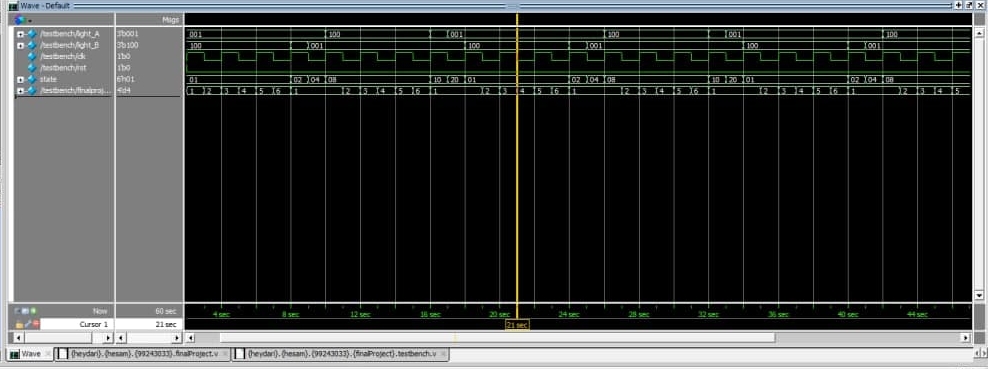 Wave - Default
Msgs
/testbench/light_A 3'b001 001 100 001 100 001 100
/testbench/light_B 3'b100 100 001 100 001 100 001
/testbench/clk 1'b0
/testbench/rst 1'b0
state 6'h01 01 02 04 08 10 20 01 02 04 08 10 20 01 02 04 08
/testbench/finalproj... 4'd4 1 2 3 4 5 6 1 2 3 4 5 6 1 2 3 4 5 6 1 2 3 4 5 6 1 2 3 4 5 6 1 2 3 4 5
Now 60 sec 4 sec 8 sec 12 sec 16 sec 20 sec 24 sec 28 sec 32 sec 36 sec 40 sec 44 sec
Cursor 1 21 sec 21 sec
Wave {heydari}.{hesam}.{99243033}.finalProject.v {heydari}.{hesam}.{99243033}.{finalProject}.testbench.v